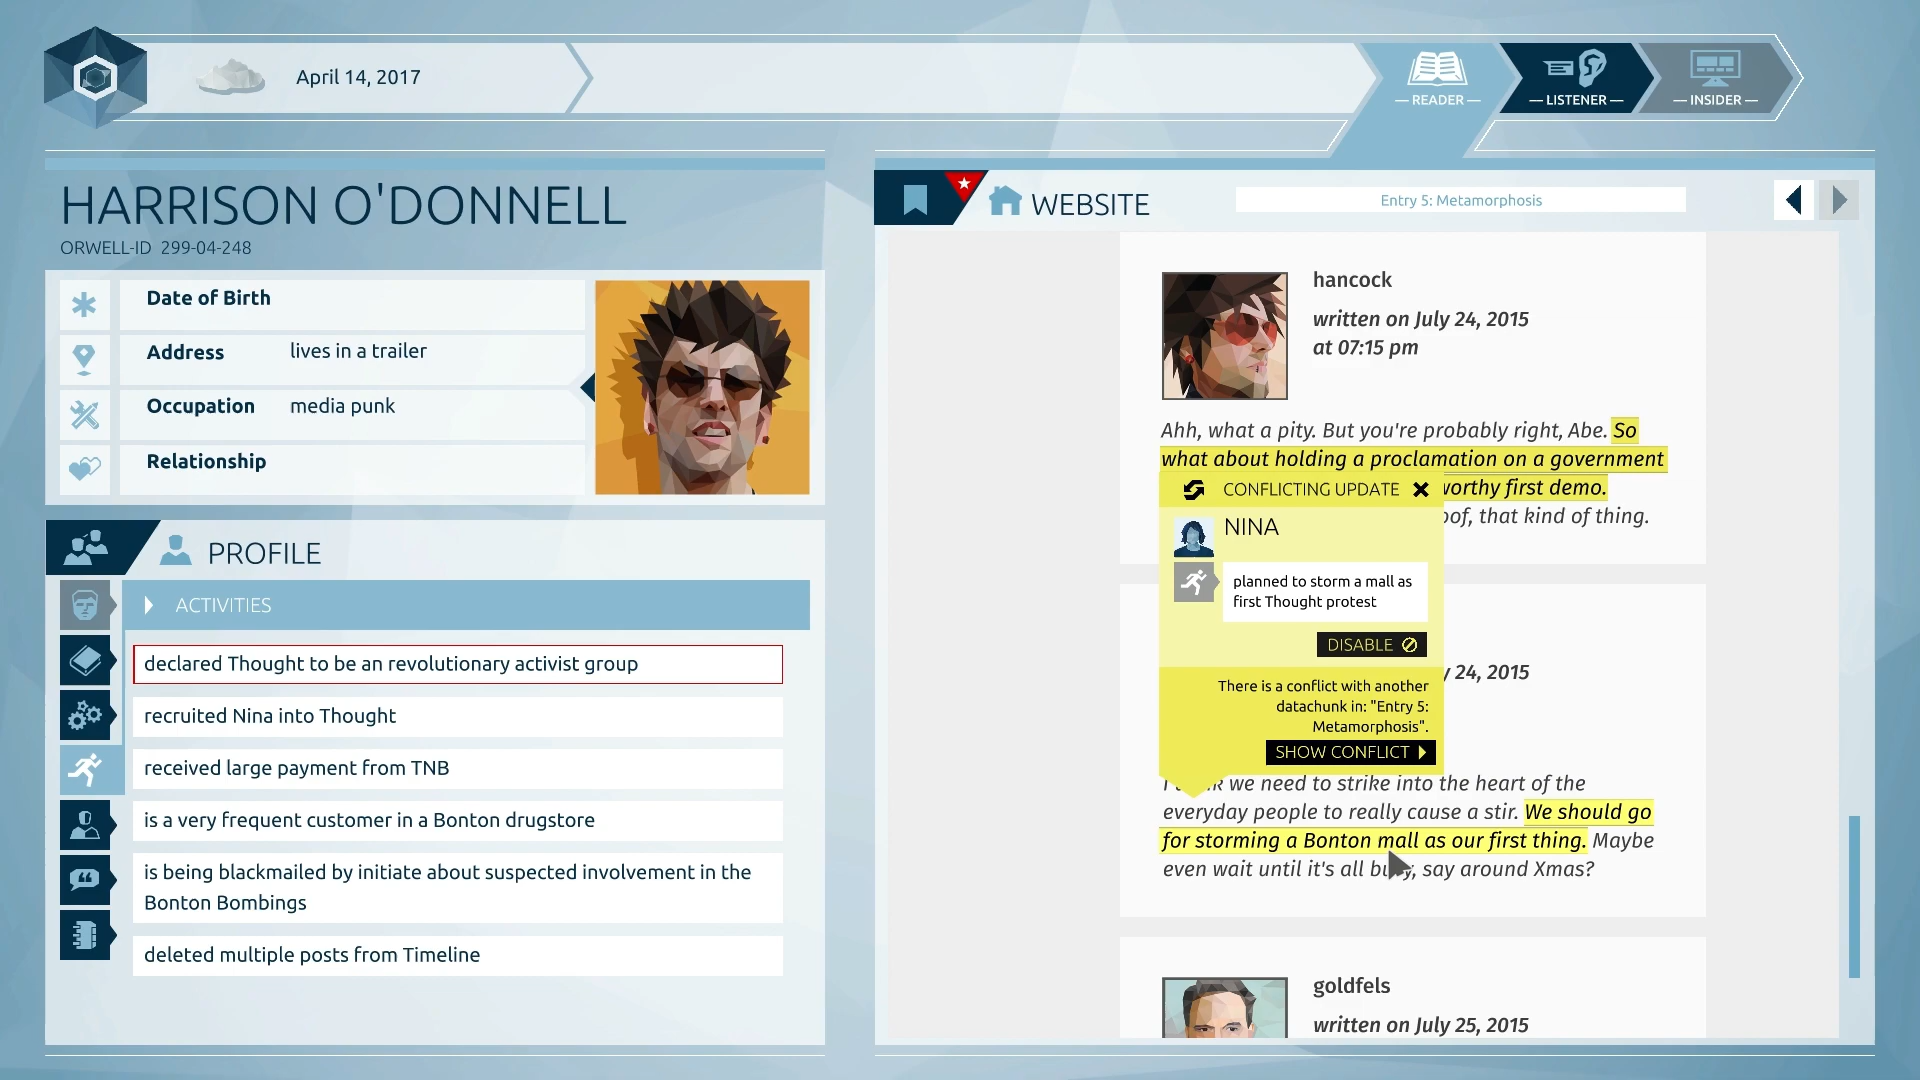 April 14, 2017
READER
LISTENER
INSIDER
HARRISON O'DONNELL
ORWELL-ID 299-04-248
Date of Birth
Address lives in a trailer
Occupation media punk
Relationship
PROFILE
ACTIVITIES
declared Thought to be an revolutionary activist group
recruited Nina into Thought
received large payment from TNB
is a very frequent customer in a Bonton drugstore
is being blackmailed by initiate about suspected involvement in the
Bonton Bombings
deleted multiple posts from Timeline
WEBSITE
Entry 5: Metamorphosis
hancock
written on July 24, 2015
at 07:15 pm
Ahh, what a pity. But you're probably right, Abe. So
what about holding a proclamation on a government
worthy first demo.
oof, that kind of thing.
CONFLICTING UPDATE
NINA
planned to storm a mall as
first Thought protest
DISABLE
y 24, 2015
There is a conflict with another
datachunk in: "Entry 5:
Metamorphosis".
SHOW CONFLICT
we need to strike into the heart of the
everyday people to really cause a stir. We should go
for storming a Bonton mall as our first thing. Maybe
even wait until it's all busy, say around Xmas?
goldfels
written on July 25, 2015